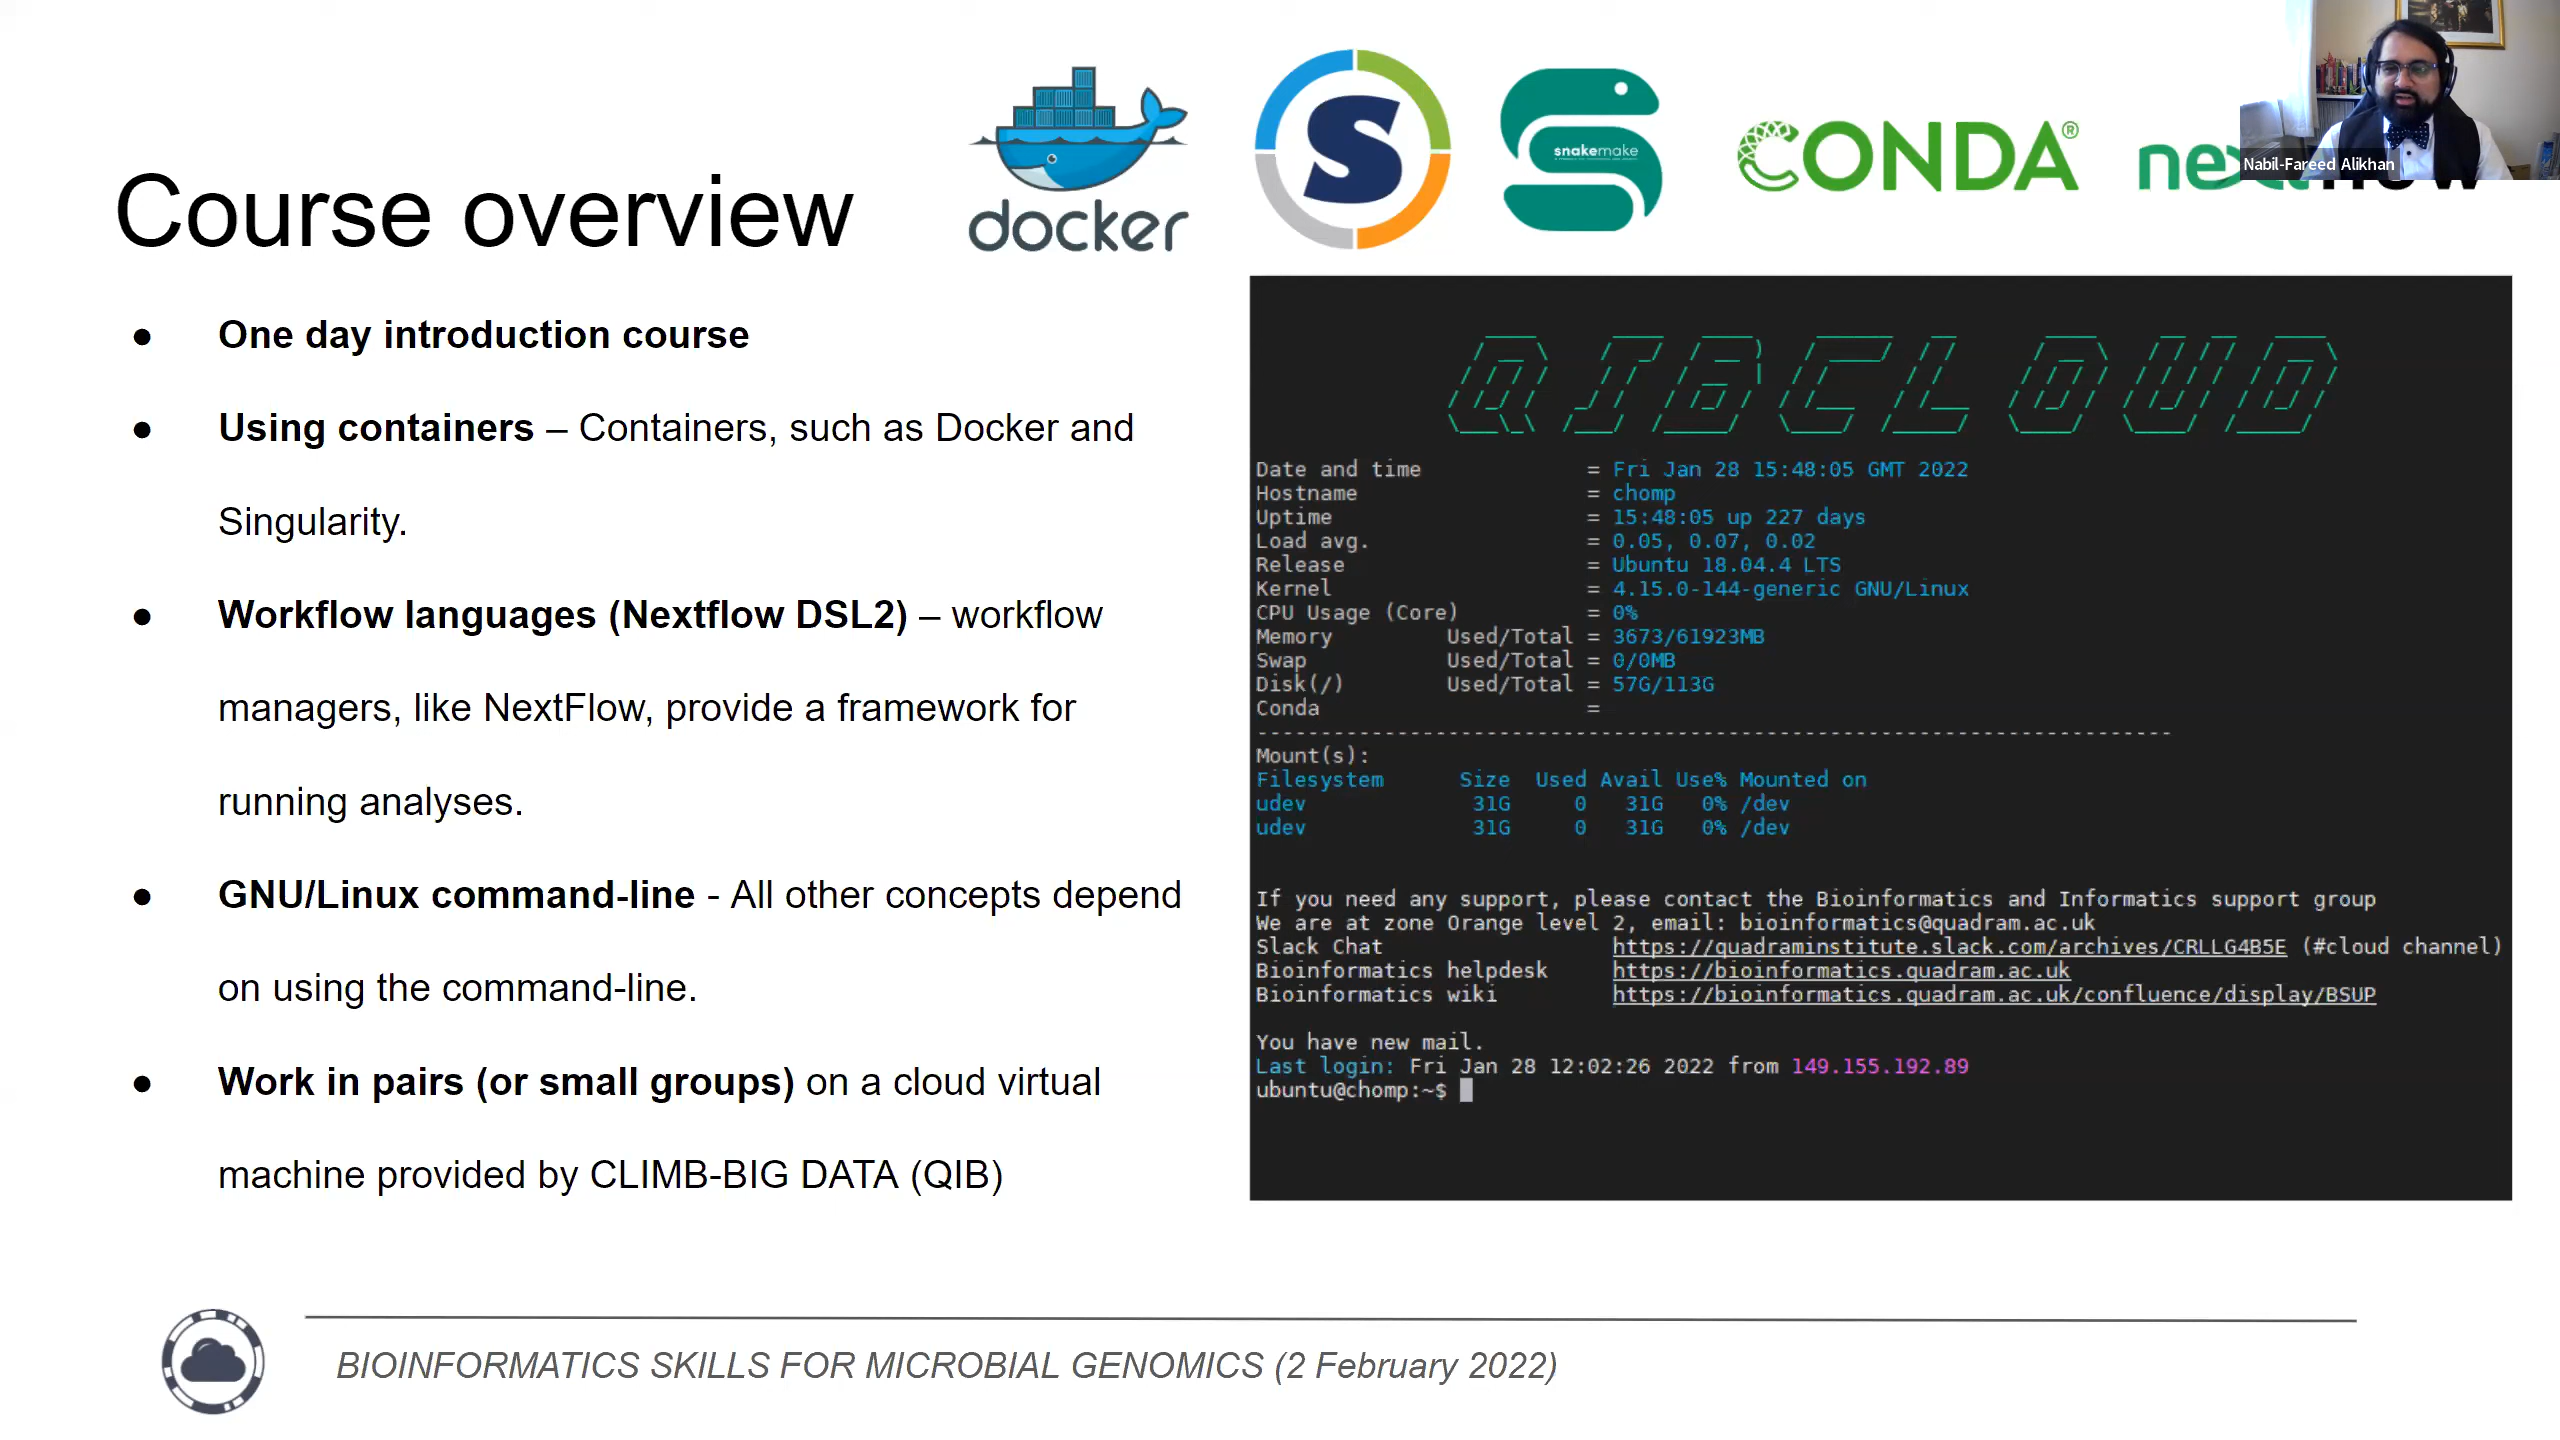 docker
S
snakemake
CONDA®
Nabil-Fareed Alikhan
Course overview
● One day introduction course
● Using containers – Containers, such as Docker and
Singularity.
● Workflow languages (Nextflow DSL2) – workflow
managers, like NextFlow, provide a framework for
running analyses.
● GNU/Linux command-line - All other concepts depend
on using the command-line.
● Work in pairs (or small groups) on a cloud virtual
machine provided by CLIMB-BIG DATA (QIB)
QIBCLOUD
Date and time = Fri Jan 28 15:48:05 GMT 2022
Hostname = chomp
Uptime = 15:48:05 up 227 days
Load avg. = 0.05, 0.07, 0.02
Release = Ubuntu 18.04.4 LTS
Kernel = 4.15.0-144-generic GNU/Linux
CPU Usage (Core) = 0%
Memory Used/Total = 3673/61923MB
Swap Used/Total = 0/0MB
Disk(/) Used/Total = 57G/113G
Conda =
------------------------------------------------------------------------
Mount(s):
Filesystem Size Used Avail Use% Mounted on
udev 31G 0 31G 0% /dev
udev 31G 0 31G 0% /dev
If you need any support, please contact the Bioinformatics and Informatics support group
We are at zone Orange level 2, email: bioinformatics@quadram.ac.uk
Slack Chat https://quadraminstitute.slack.com/archives/CRLLG4B5E (#cloud channel)
Bioinformatics helpdesk https://bioinformatics.quadram.ac.uk
Bioinformatics wiki https://bioinformatics.quadram.ac.uk/confluence/display/BSUP
You have new mail.
Last login: Fri Jan 28 12:02:26 2022 from 149.155.192.89
ubuntu@chomp:~$
BIOINFORMATICS SKILLS FOR MICROBIAL GENOMICS (2 February 2022)